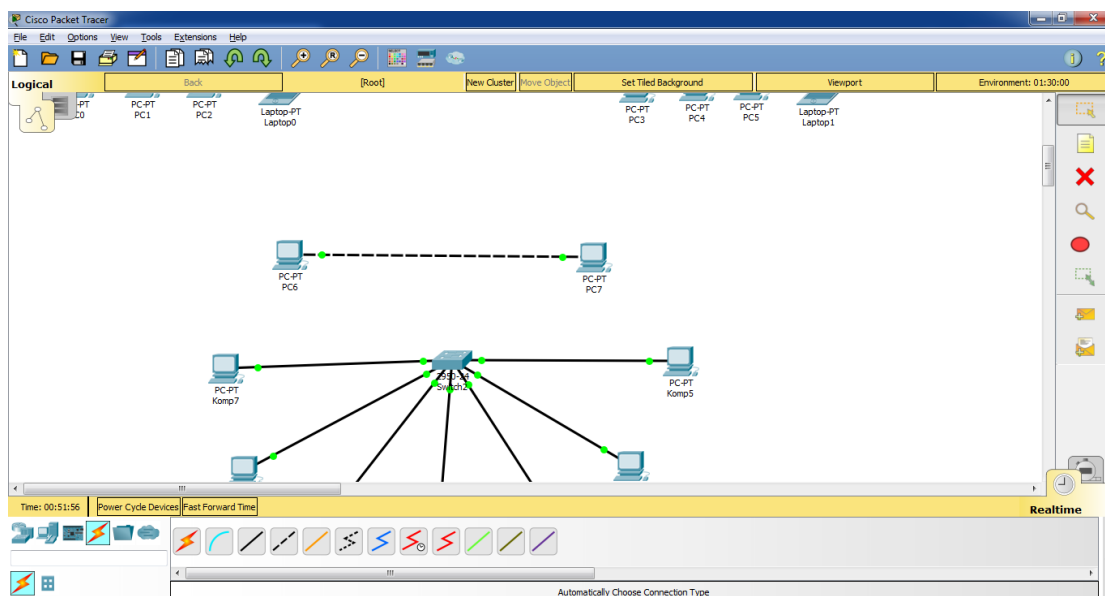 Cisco Packet Tracer
File Edit Options View Tools Extensions Help
Logical Back [Root] New Cluster Move Object Set Tiled Background Viewport Environment: 01:30:00
PC-PT PC-PT Laptop-PT PC-PT PC-PT PC-PT Laptop-PT
PC1 PC2 Laptop0 PC3 PC4 PC5 Laptop1
PC-PT
PC6
PC-PT
PC7
2950-24
Switch2
PC-PT
Komp7
PC-PT
Komp5
Time: 00:51:56 Power Cycle Devices Fast Forward Time Realtime
Automatically Choose Connection Type